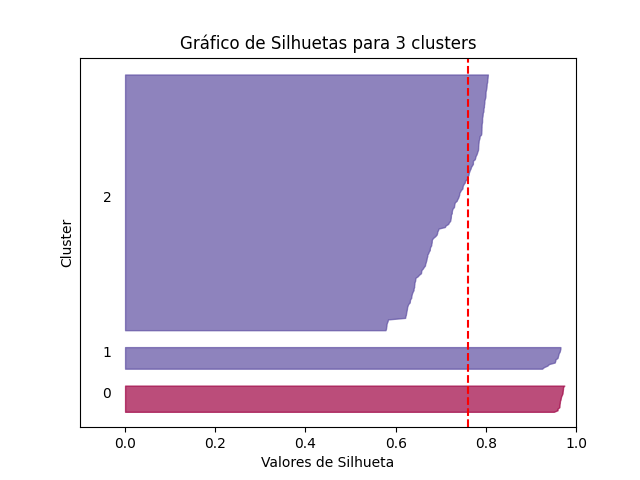 Gráfico de Silhuetas para 3 clusters
2
1
0
Cluster
0.0 0.2 0.4 0.6 0.8 1.0
Valores de Silhueta